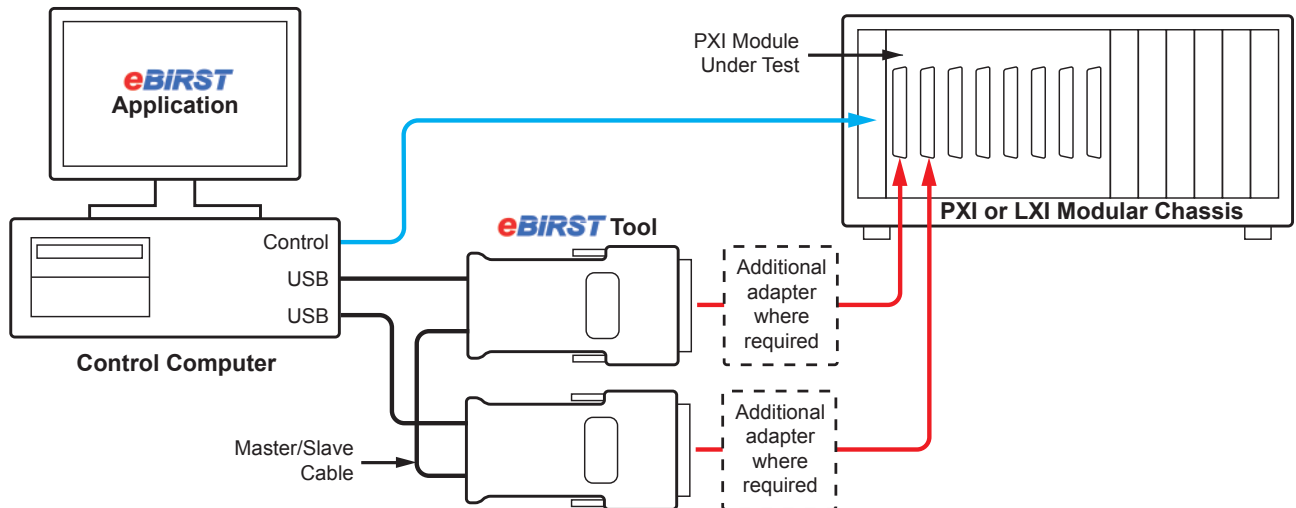 eBIRST
Application
PXI Module
Under Test
Control
USB
USB
Control Computer
eBIRST Tool
Additional
adapter
where
required
Additional
adapter
where
required
Master/Slave
Cable
PXI or LXI Modular Chassis